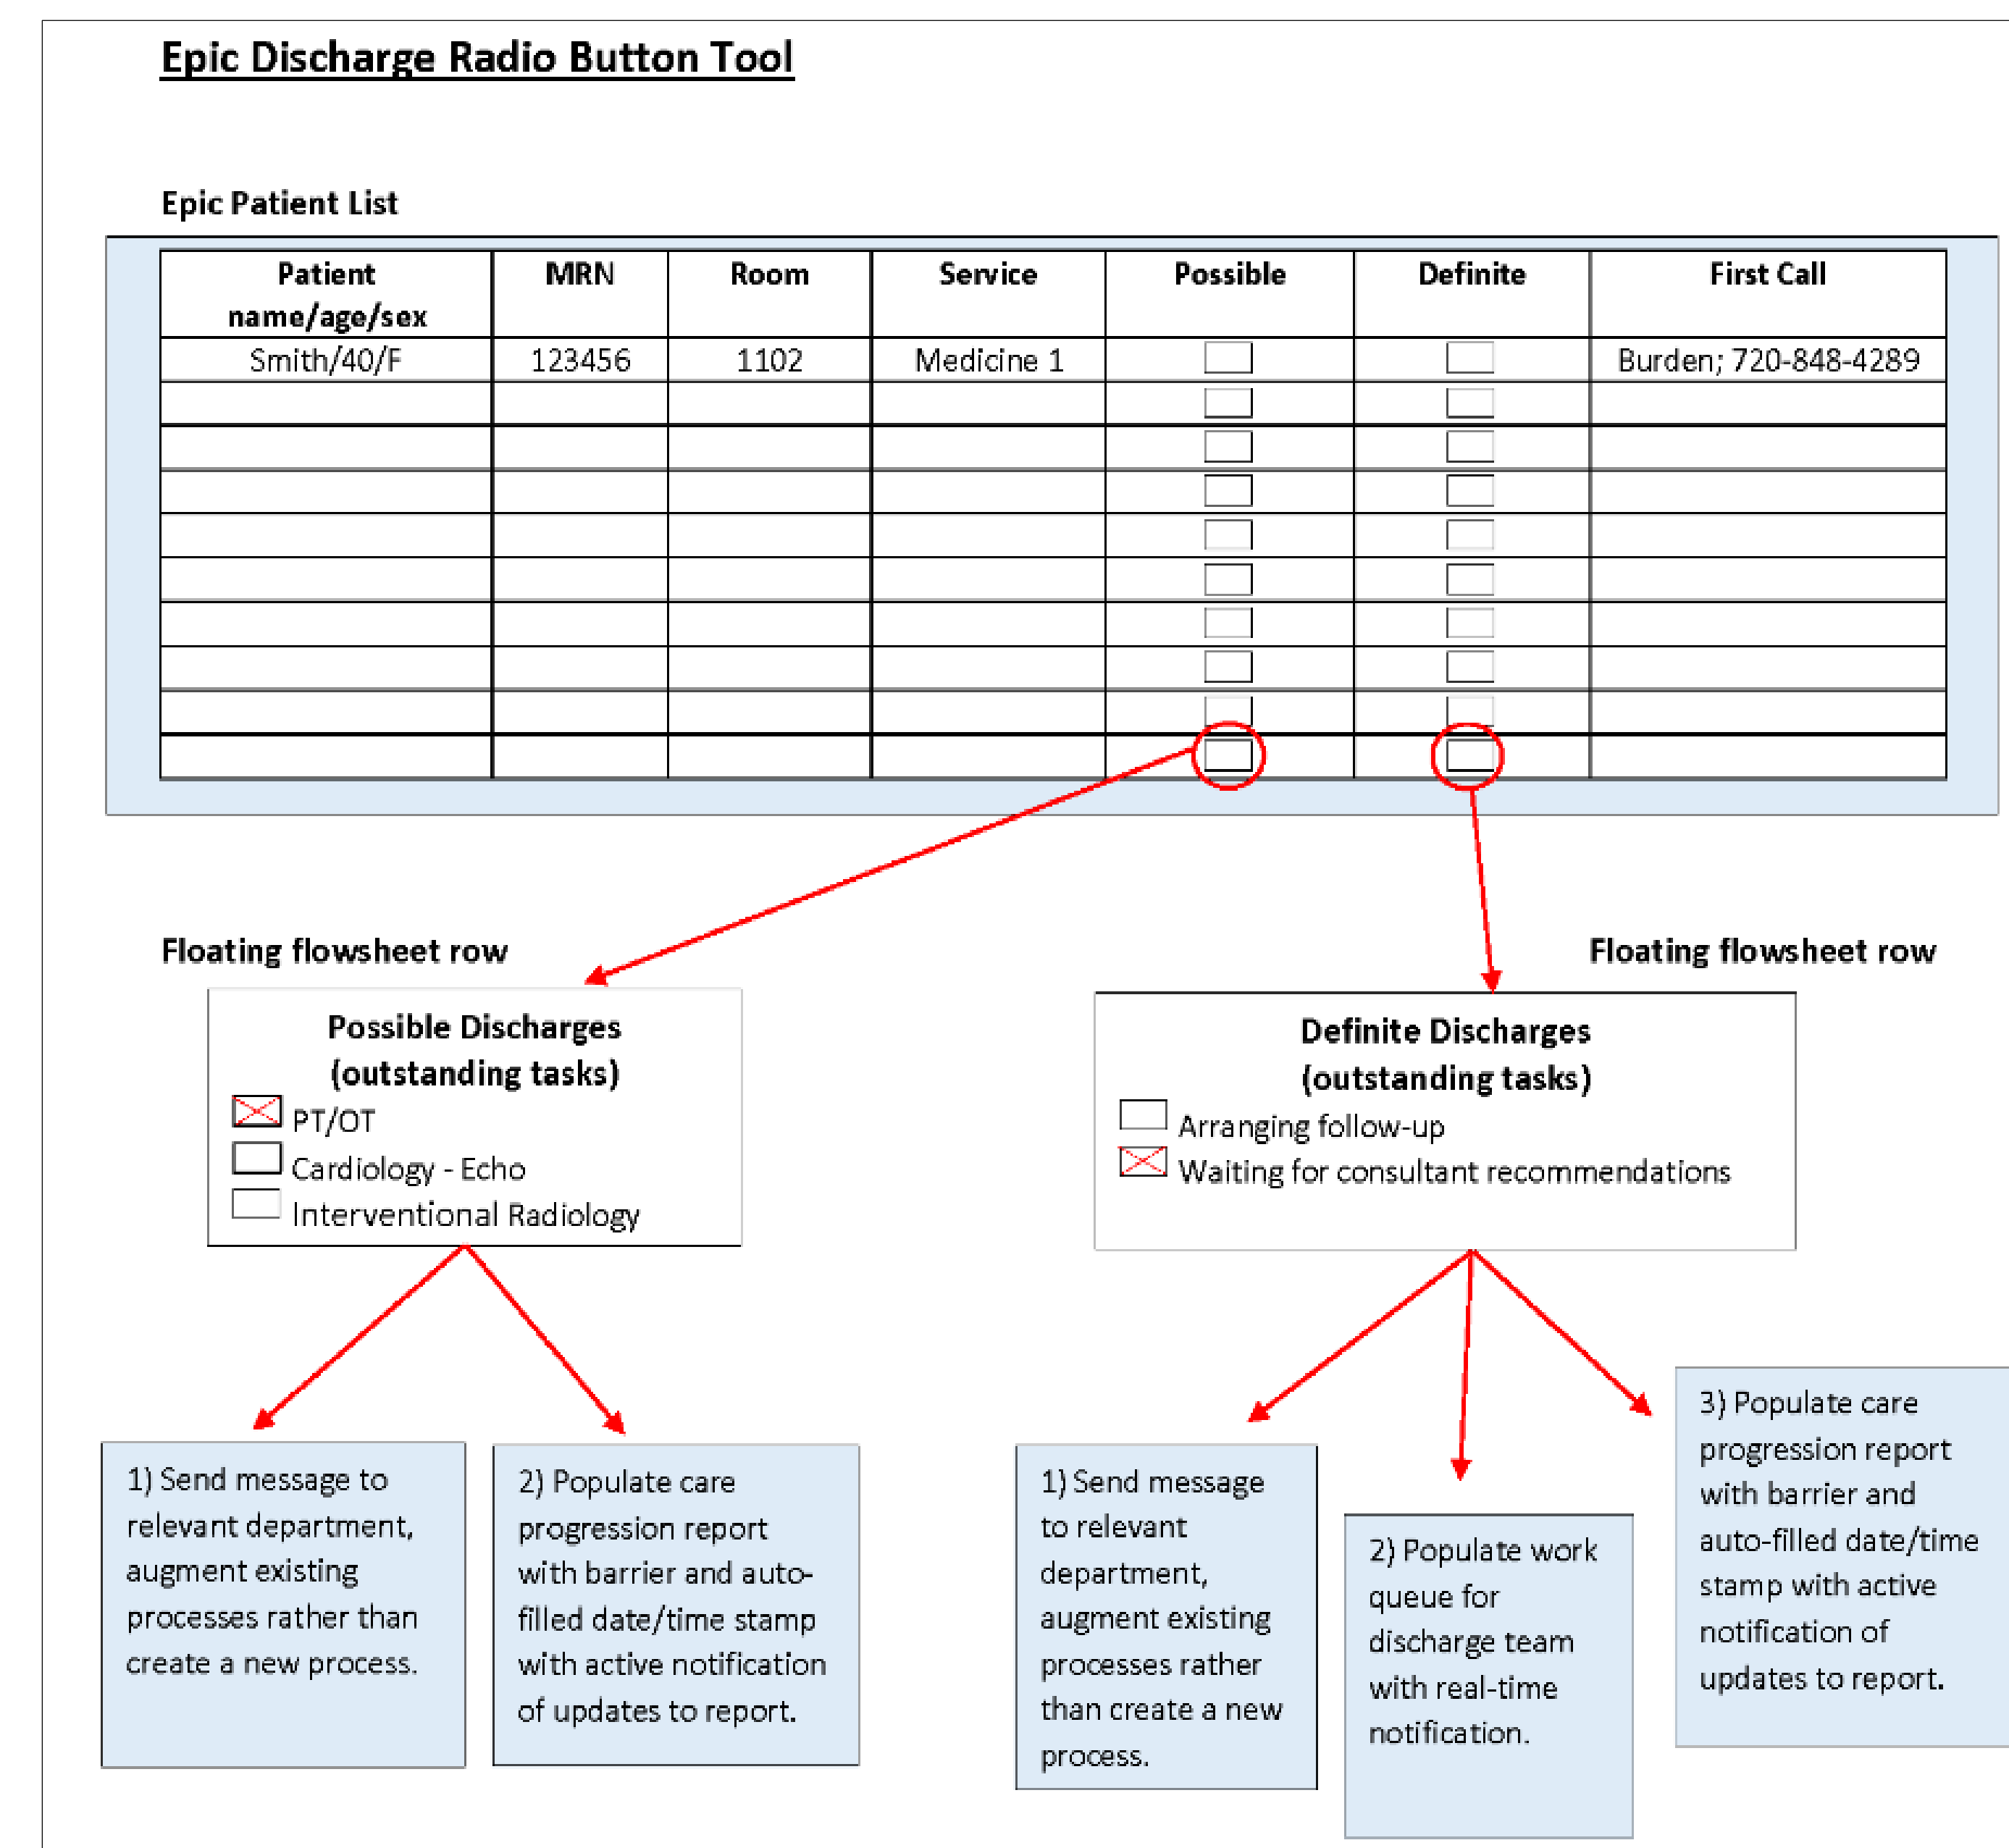 Epic Discharge Radio Button Tool
Epic Patient List
Patient name/age/sex MRN Room Service Possible Definite First Call
Smith/40/F 123456 1102 Medicine 1 Burden; 720-848-4289
Floating flowsheet row
Possible Discharges
(outstanding tasks)
PT/OT
Cardiology - Echo
Interventional Radiology
Floating flowsheet row
Definite Discharges
(outstanding tasks)
Arranging follow-up
Waiting for consultant recommendations
1) Send message to
relevant department,
augment existing
processes rather than
create a new process.
2) Populate care
progression report
with barrier and auto-
filled date/time stamp
with active notification
of updates to report.
1) Send message
to relevant
department,
augment existing
processes rather
than create a new
process.
2) Populate work
queue for
discharge team
with real-time
notification.
3) Populate care
progression report
with barrier and
auto-filled date/time
stamp with active
notification of
updates to report.